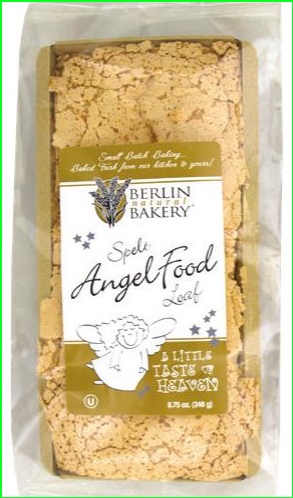 Small Batch Baking...
Baked Fresh from our kitchen to yours!
BERLIN
natural
BAKERY®
Spelt
Angel Food
Loaf
A LITTLE
TASTE OF
HEAVEN
U
8.75 oz. (248 g)